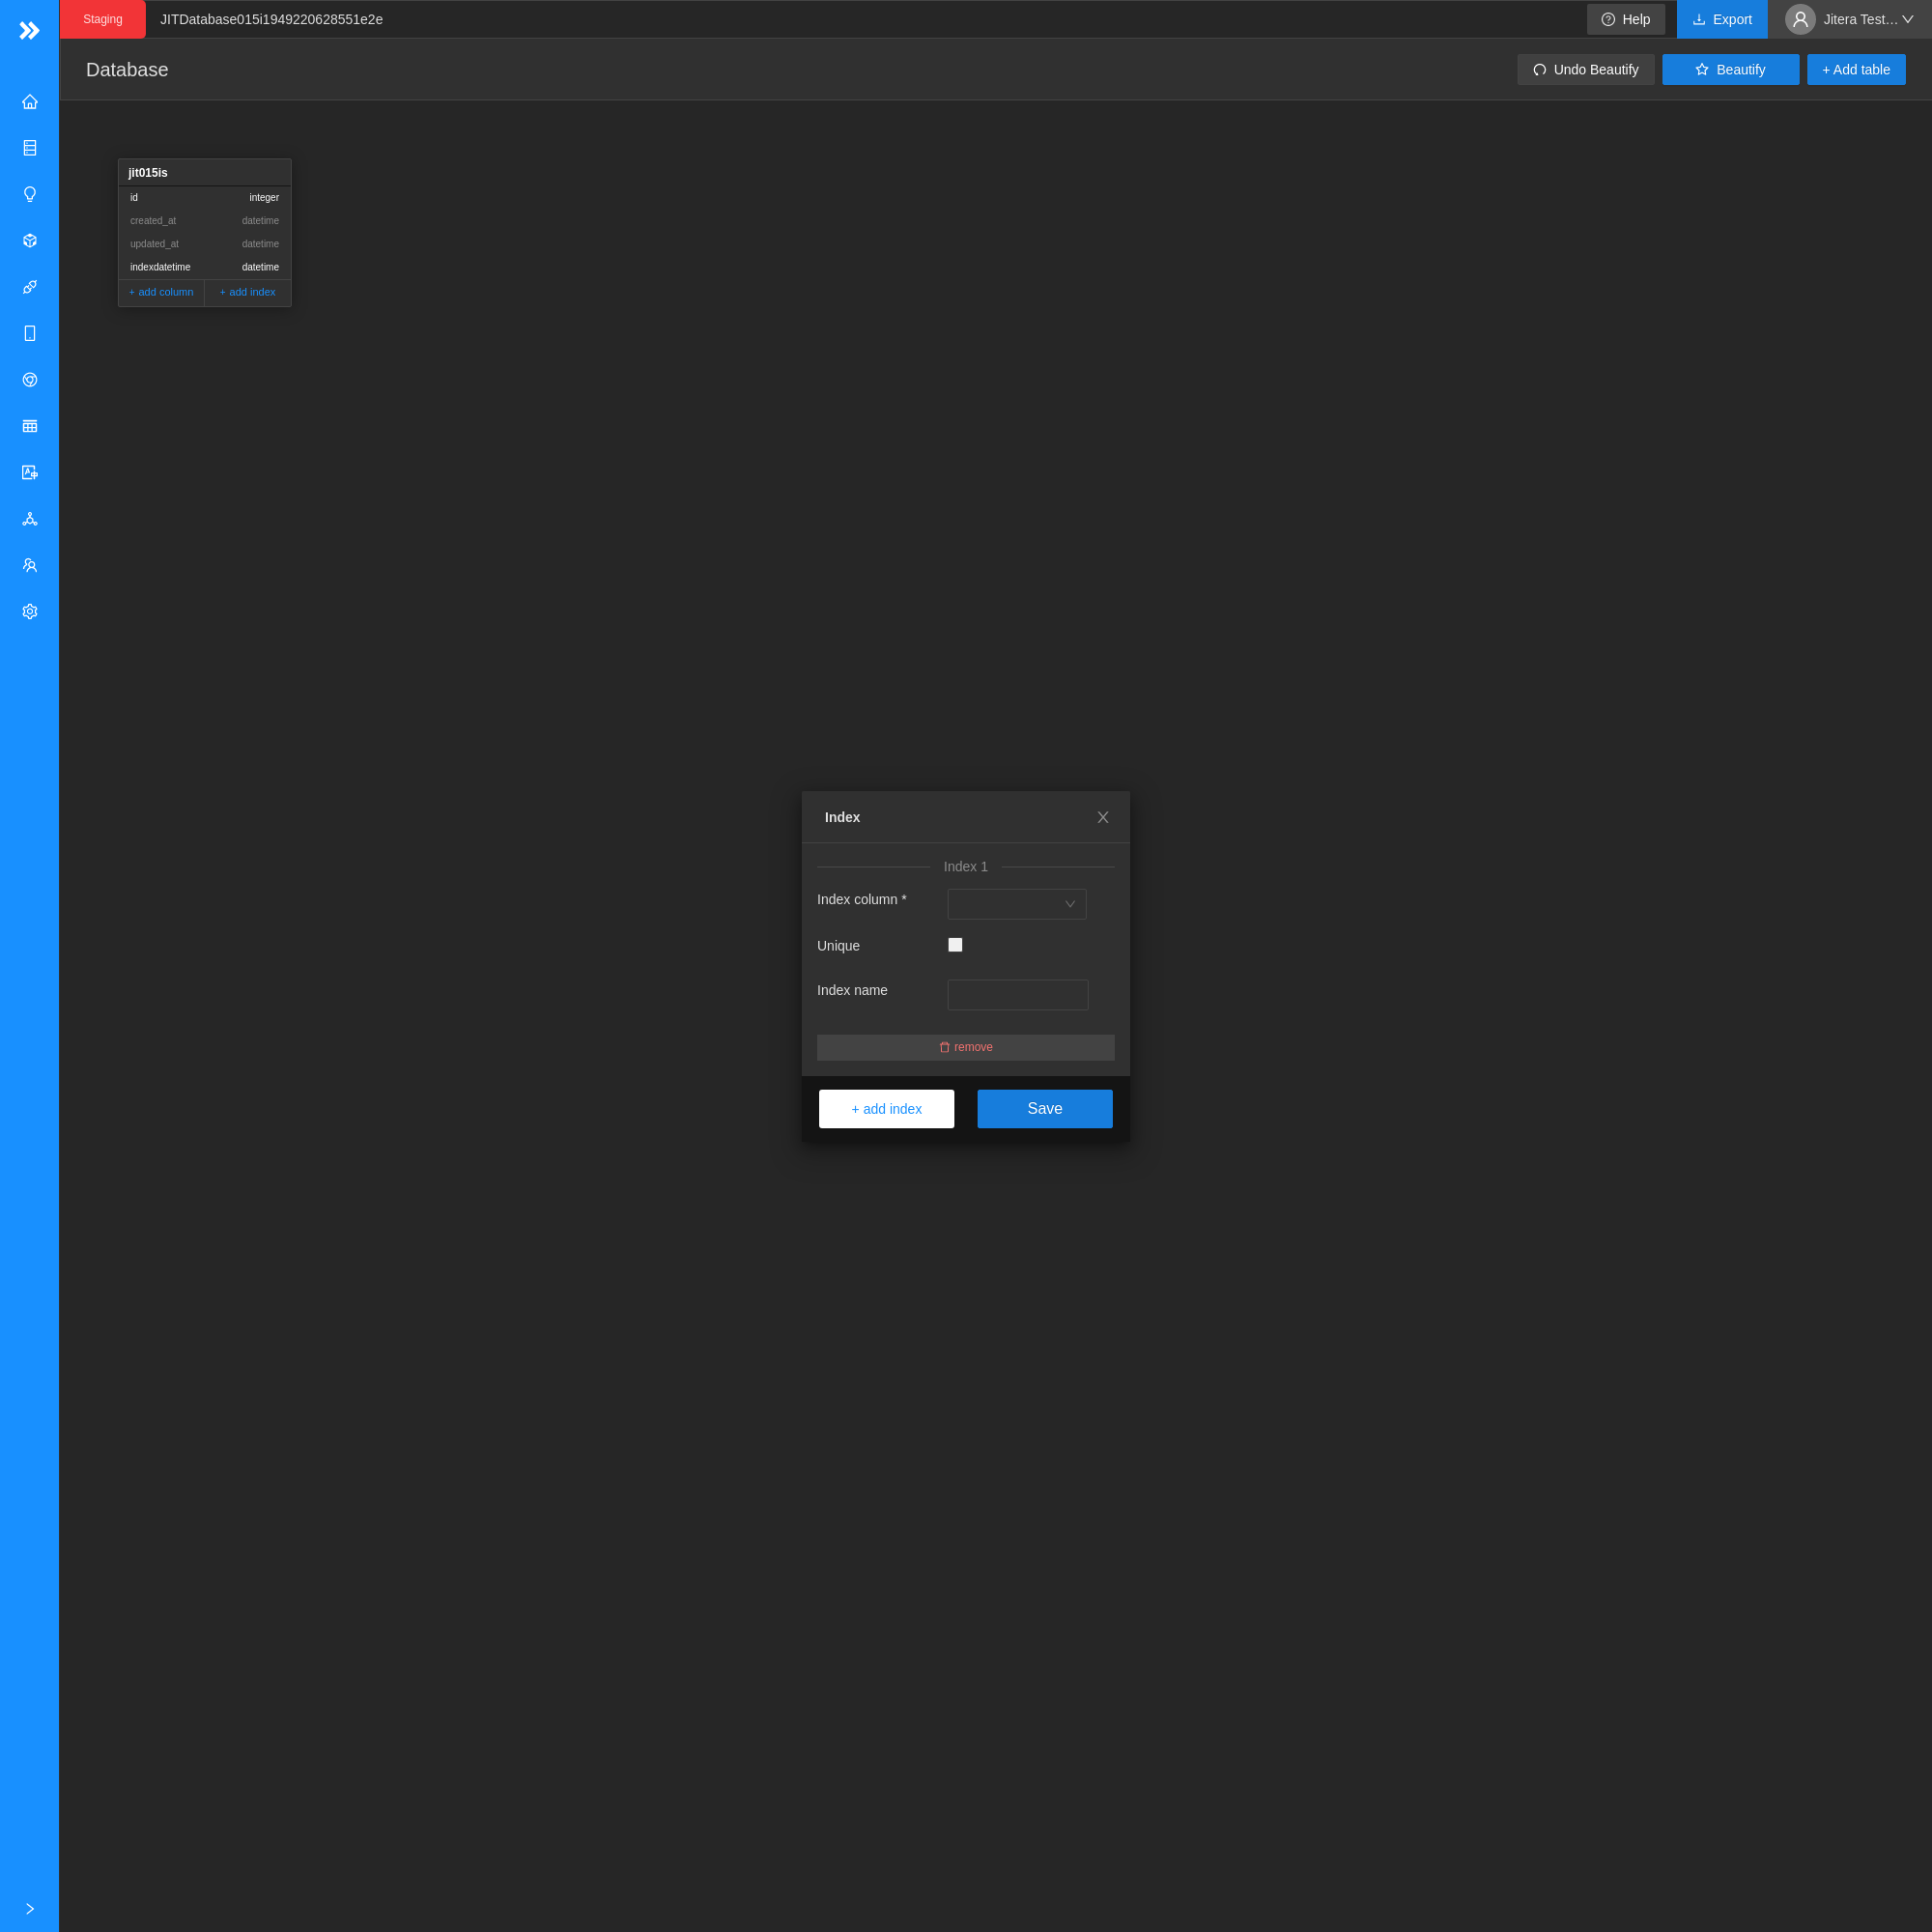 Staging
JITDatabase015i1949220628551e2e
Help
Export
Jitera Test…
Database
Undo Beautify
Beautify
+ Add table
jit015is
id integer
created_at datetime
updated_at datetime
indexdatetime datetime
+ add column
+ add index
Index
Index 1
Index column *
Unique
Index name
remove
+ add index
Save